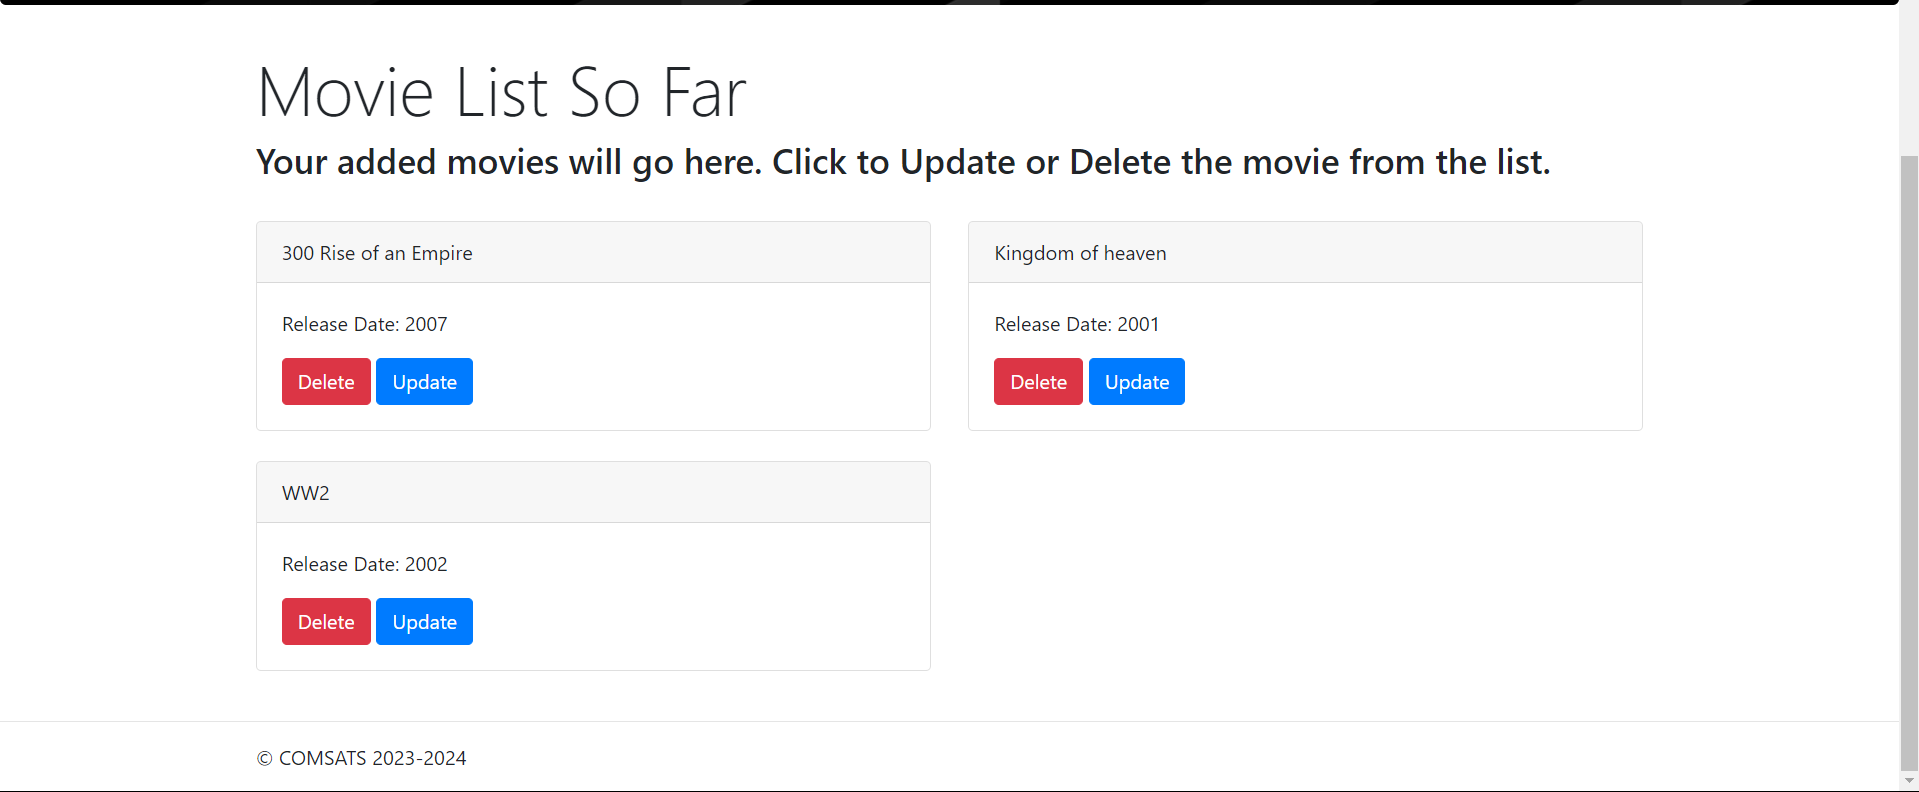 Movie List So Far
Your added movies will go here. Click to Update or Delete the movie from the list.
300 Rise of an Empire
Release Date: 2007
Delete Update
Kingdom of heaven
Release Date: 2001
Delete Update
WW2
Release Date: 2002
Delete Update
© COMSATS 2023-2024